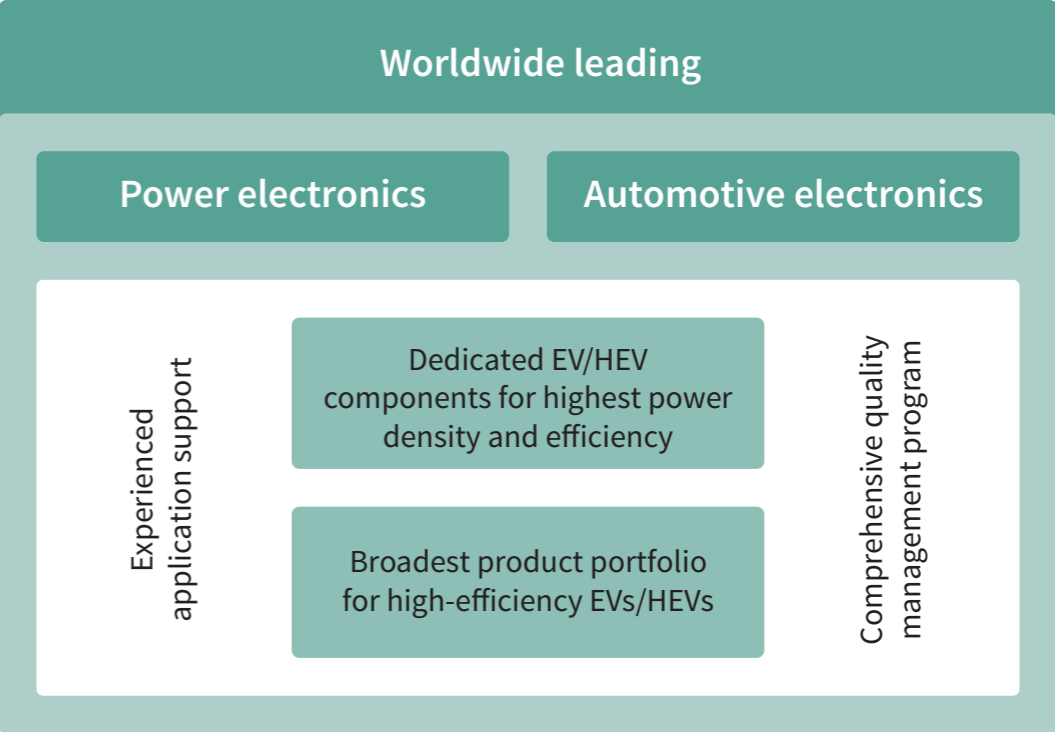 Worldwide leading
Power electronics
Automotive electronics
Experienced
application support
Dedicated EV/HEV
components for highest power
density and efficiency
Broadest product portfolio
for high-efficiency EVs/HEVs
Comprehensive quality
management program